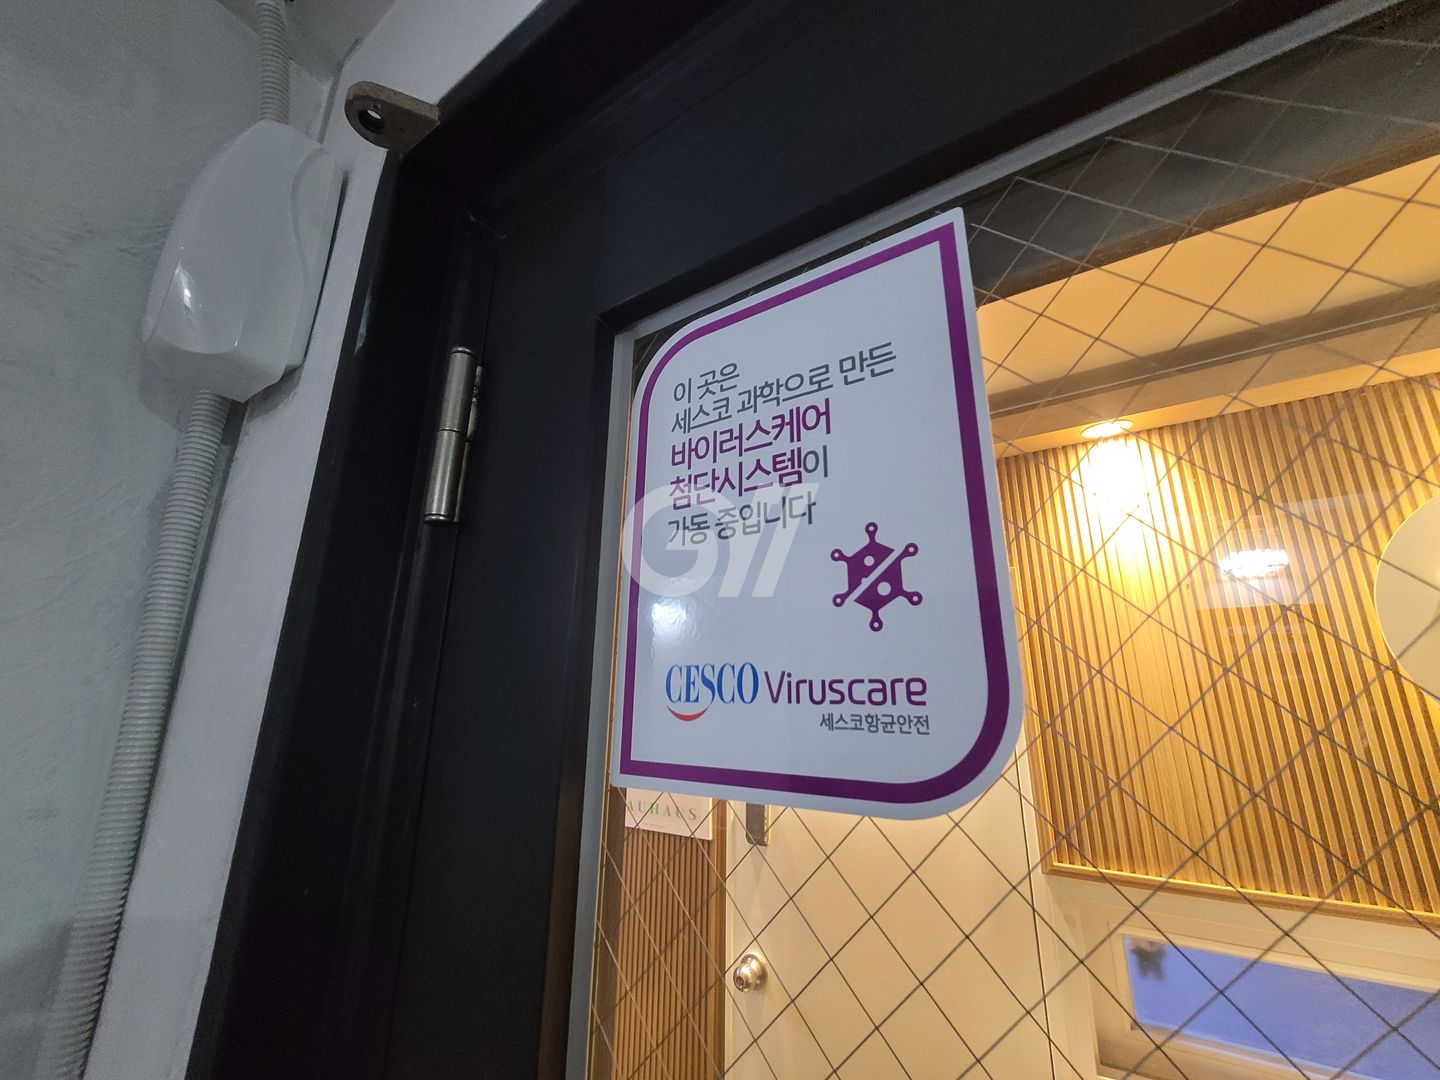 이 곳은
세스코 과학으로 만든
바이러스케어
첨단시스템이
가동 중입니다
CESCO Viruscare
세스코항균안전
AUHAUS